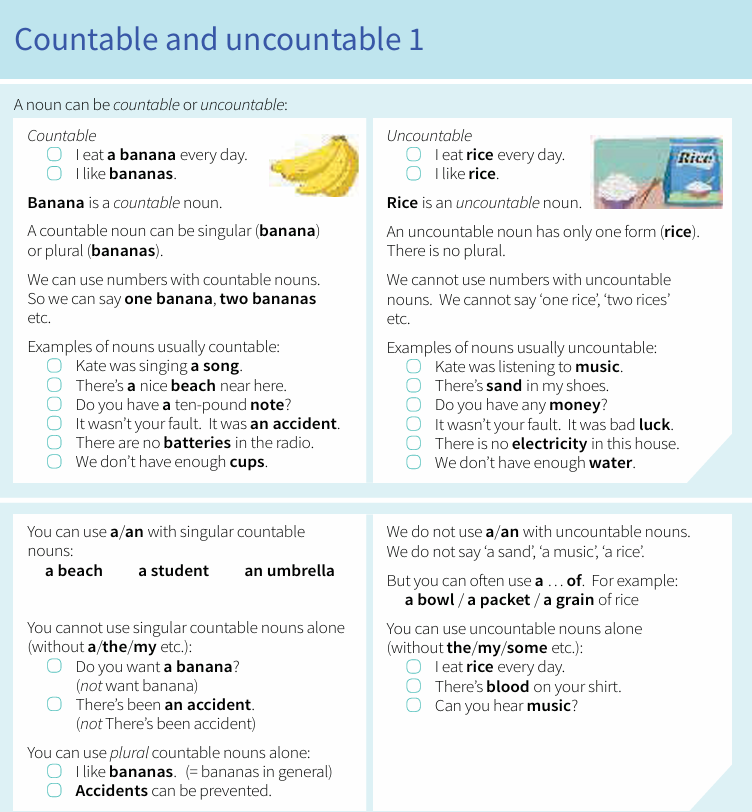 Countable and uncountable 1
A noun can be countable or uncountable:
Countable
I eat a banana every day.
I like bananas.
Banana is a countable noun.
A countable noun can be singular (banana)
or plural (bananas).
We can use numbers with countable nouns.
So we can say one banana, two bananas
etc.
Examples of nouns usually countable:
Kate was singing a song.
There’s a nice beach near here.
Do you have a ten-pound note?
It wasn’t your fault. It was an accident.
There are no batteries in the radio.
We don’t have enough cups.
Uncountable
I eat rice every day.
I like rice.
Rice
Rice is an uncountable noun.
An uncountable noun has only one form (rice).
There is no plural.
We cannot use numbers with uncountable
nouns. We cannot say ‘one rice’, ‘two rices’
etc.
Examples of nouns usually uncountable:
Kate was listening to music.
There’s sand in my shoes.
Do you have any money?
It wasn’t your fault. It was bad luck.
There is no electricity in this house.
We don’t have enough water.
You can use a/an with singular countable
nouns:
a beach a student an umbrella
You cannot use singular countable nouns alone
(without a/the/my etc.):
Do you want a banana?
(not want banana)
There’s been an accident.
(not There’s been accident)
You can use plural countable nouns alone:
I like bananas. (= bananas in general)
Accidents can be prevented.
We do not use a/an with uncountable nouns.
We do not say ‘a sand’, ‘a music’, ‘a rice’.
But you can often use a … of. For example:
a bowl / a packet / a grain of rice
You can use uncountable nouns alone
(without the/my/some etc.):
I eat rice every day.
There’s blood on your shirt.
Can you hear music?